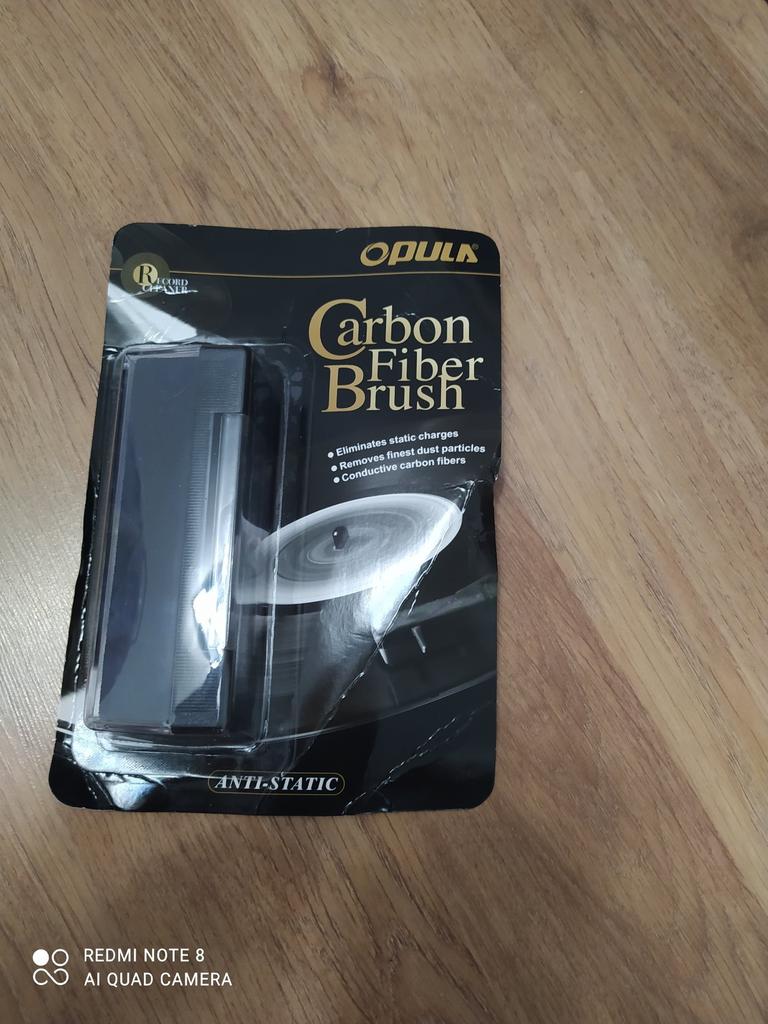 OPULA®
RECORD
CLEANER
Carbon
Fiber
Brush
● Eliminates static charges
● Removes finest dust particles
● Conductive carbon fibers
ANTI-STATIC
REDMI NOTE 8
AI QUAD CAMERA